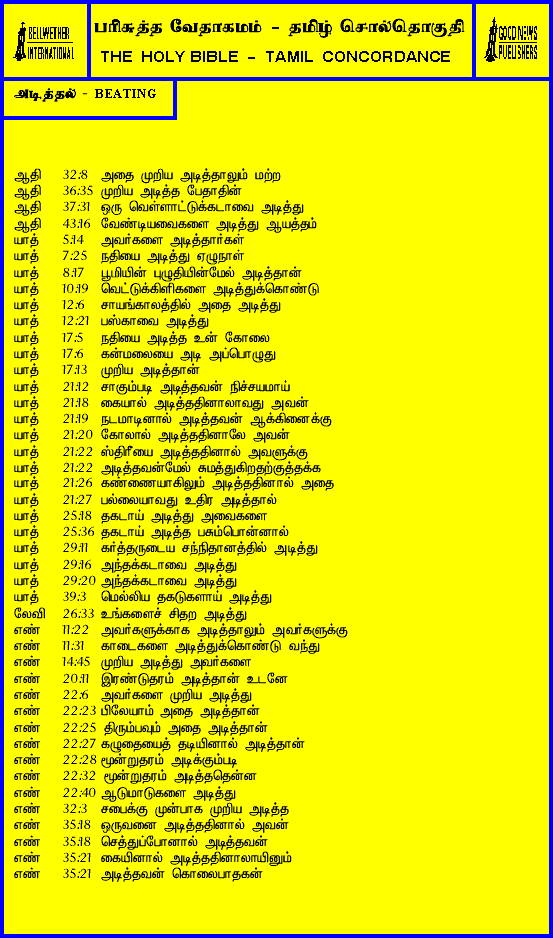 BELLWETHER
INTERNATIONAL
பரிசுத்த வேதாகமம் - தமிழ் சொல்தொகுதி
THE HOLY BIBLE - TAMIL CONCORDANCE
GOOD NEWS
PUBLISHERS
அடித்தல் - BEATING
ஆதி 32:8 அதை முறிய அடித்தாலும் மற்ற
ஆதி 36:35 முறிய அடித்த பேதாதின்
ஆதி 37:31 ஒரு வெள்ளாட்டுக்கடாவை அடித்து
ஆதி 43:16 வேண்டியவைகளை அடித்து ஆயத்தம்
யாத் 5:14 அவர்களை அடித்தார்கள்
யாத் 7:25 நதியை அடித்து ஏழுநாள்
யாத் 8:17 பூமியின் புழுதியின்மேல் அடித்தான்
யாத் 10:19 வெட்டுக்கிளிகளை அடித்துக்கொண்டு
யாத் 12:6 சாயங்காலத்தில் அதை அடித்து
யாத் 12:21 பஸ்காவை அடித்து
யாத் 17:5 நதியை அடித்த உன் கோலை
யாத் 17:6 கன்மலையை அடி அப்பொழுது
யாத் 17:13 முறிய அடித்தான்
யாத் 21:12 சாகும்படி அடித்தவன் நிச்சயமாய்
யாத் 21:18 கையால் அடித்ததினாலாவது அவன்
யாத் 21:19 நடமாடினால் அடித்தவன் ஆக்கினைக்கு
யாத் 21:20 கோலால் அடித்ததினாலே அவன்
யாத் 21:22 ஸ்திரீயை அடித்ததினால் அவளுக்கு
யாத் 21:22 அடித்தவன்மேல் சுமத்துகிறதற்குத்தக்க
யாத் 21:26 கண்ணையாகிலும் அடித்ததினால் அதை
யாத் 21:27 பல்லையாவது உதிர அடித்தால்
யாத் 25:18 தகடாய் அடித்து அவைகளை
யாத் 25:36 தகடாய் அடித்த பசும்பொன்னால்
யாத் 29:11 கர்த்தருடைய சந்நிதானத்தில் அடித்து
யாத் 29:16 அந்தக்கடாவை அடித்து
யாத் 29:20 அந்தக்கடாவை அடித்து
யாத் 39:3 மெல்லிய தகடுகளாய் அடித்து
லேவி 26:33 உங்களைச் சிதற அடித்து
எண் 11:22 அவர்களுக்காக அடித்தாலும் அவர்களுக்கு
எண் 11:31 காடைகளை அடித்துக்கொண்டு வந்து
எண் 14:45 முறிய அடித்து அவர்களை
எண் 20:11 இரண்டுதரம் அடித்தான் உடனே
எண் 22:6 அவர்களை முறிய அடித்து
எண் 22:23 பிலேயாம் அதை அடித்தான்
எண் 22:25 திரும்பவும் அதை அடித்தான்
எண் 22:27 கழுதையைத் தடியினால் அடித்தான்
எண் 22:28 மூன்றுதரம் அடிக்கும்படி
எண் 22:32 மூன்றுதரம் அடித்ததென்ன
எண் 22:40 ஆடுமாடுகளை அடித்து
எண் 32:3 சபைக்கு முன்பாக முறிய அடித்த
எண் 35:18 ஒருவனை அடித்ததினால் அவன்
எண் 35:18 செத்துப்போனால் அடித்தவன்
எண் 35:21 கையினால் அடித்ததினாலாயினும்
எண் 35:21 அடித்தவன் கொலைபாதகன்